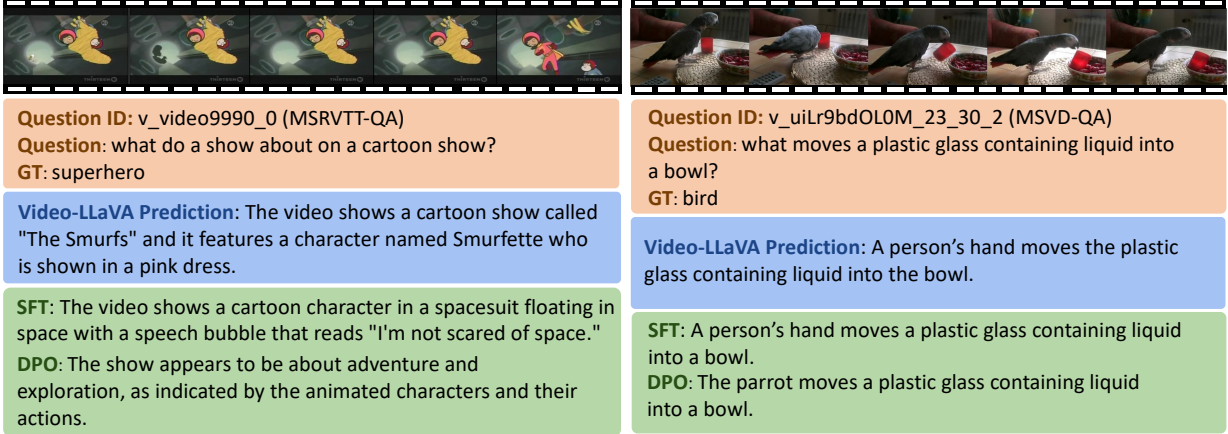 THIRTEEN
THIRTEEN
THIRTEEN
THIRTEEN
THIRTEEN
Question ID: v_video9990_0 (MSRVTT-QA)
Question: what do a show about on a cartoon show?
GT: superhero
Video-LLaVA Prediction: The video shows a cartoon show called
"The Smurfs" and it features a character named Smurfette who
is shown in a pink dress.
SFT: The video shows a cartoon character in a spacesuit floating in
space with a speech bubble that reads "I'm not scared of space."
DPO: The show appears to be about adventure and
exploration, as indicated by the animated characters and their
actions.
Question ID: v_uiLr9bdOL0M_23_30_2 (MSVD-QA)
Question: what moves a plastic glass containing liquid into
a bowl?
GT: bird
Video-LLaVA Prediction: A person's hand moves the plastic
glass containing liquid into the bowl.
SFT: A person's hand moves a plastic glass containing liquid
into a bowl.
DPO: The parrot moves a plastic glass containing liquid
into a bowl.